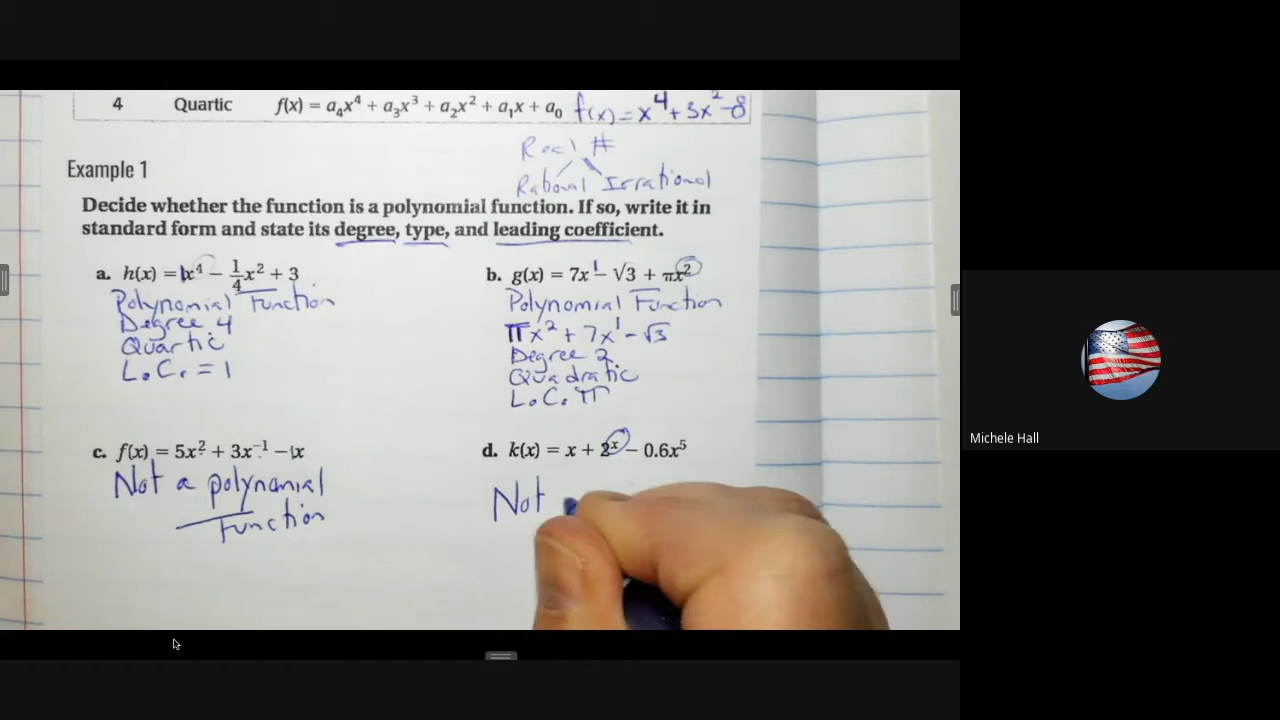 4 Quartic f(x) = a₄x⁴ + a₃x³ + a₂x² + a₁x + a₀ f(x) = x⁴ + 3x² - 8
Real #
Rational Irrational
Example 1
Decide whether the function is a polynomial function. If so, write it in
standard form and state its degree, type, and leading coefficient.
a. h(x) = 1x⁴ − 1/4 x² + 3
Polynomial Function
Degree 4
Quartic
L.C. = 1
b. g(x) = 7x¹ − √3 + πx²
Polynomial Function
πx² + 7x¹ - √3
Degree 2
Quadratic
L.C. π
c. f(x) = 5x² + 3x⁻¹ − 1x
Not a polynomial
Function
d. k(x) = x + 2ˣ − 0.6x⁵
Not
Michele Hall